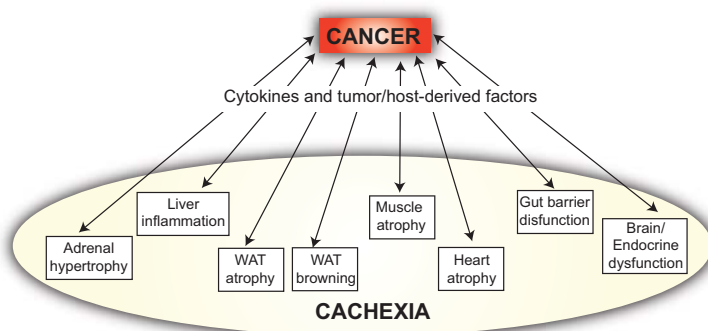 CANCER
Cytokines and tumor/host-derived factors
Liver
inflammation
Muscle
atrophy
Gut barrier
disfunction
Adrenal
hypertrophy
WAT
atrophy
WAT
browning
Heart
atrophy
Brain/
Endocrine
dysfunction
CACHEXIA